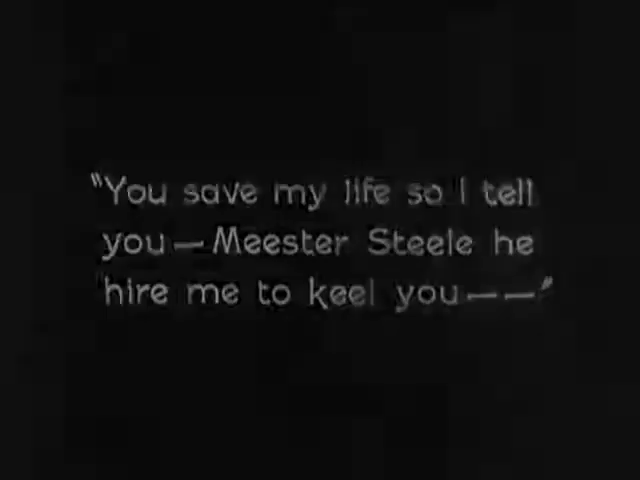 "You save my life so I tell
you — Meester Steele he
hire me to keel you — —"